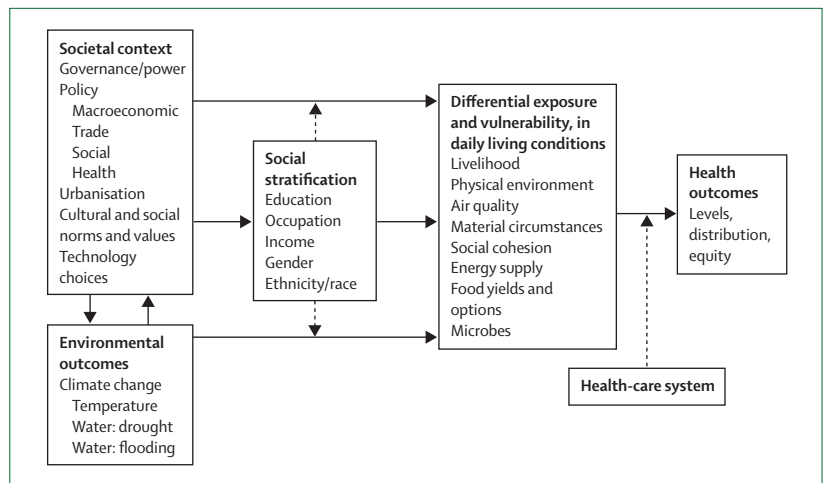 Societal context
Governance/power
Policy
Macroeconomic
Trade
Social
Health
Urbanisation
Cultural and social
norms and values
Technology
choices
Environmental
outcomes
Climate change
Temperature
Water: drought
Water: flooding
Social
stratification
Education
Occupation
Income
Gender
Ethnicity/race
Differential exposure
and vulnerability, in
daily living conditions
Livelihood
Physical environment
Air quality
Material circumstances
Social cohesion
Energy supply
Food yields and
options
Microbes
Health
outcomes
Levels,
distribution,
equity
Health-care system